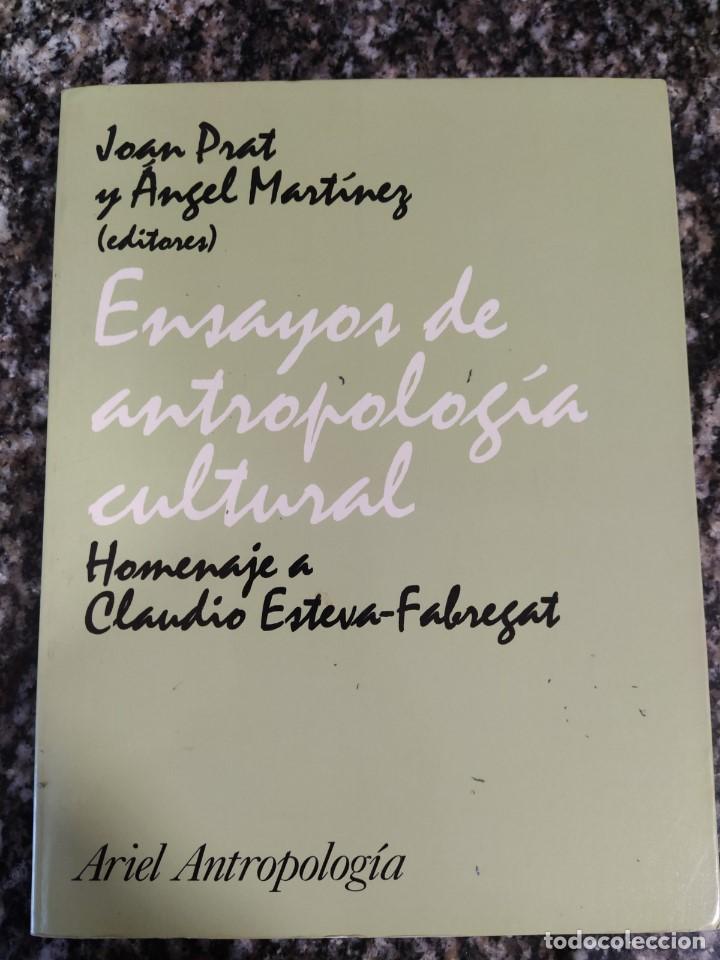 Joan Prat
y Ángel Martínez
(editores)
Ensayos de
antropología
cultural
Homenaje a
Claudio Esteva-Fabregat
Ariel Antropología
todocoleccion